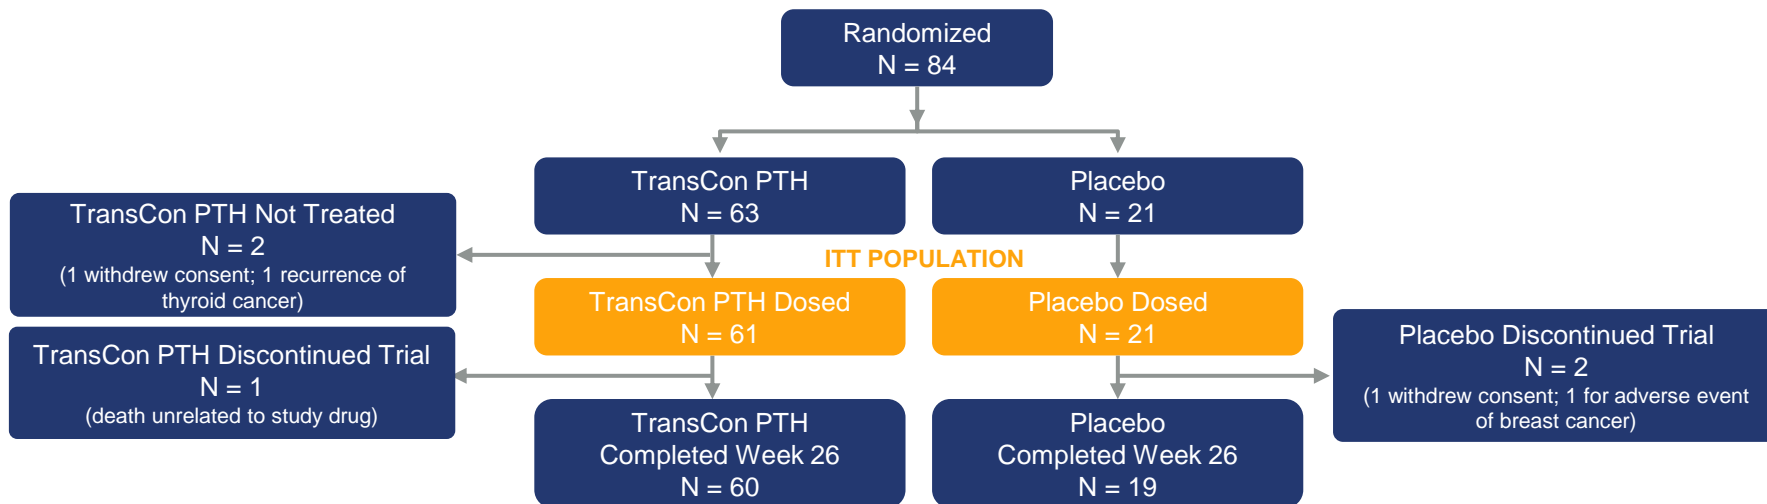 Randomized
N = 84
TransCon PTH
N = 63
Placebo
N = 21
TransCon PTH Not Treated
N = 2
(1 withdrew consent; 1 recurrence of
thyroid cancer)
ITT POPULATION
TransCon PTH Dosed
N = 61
Placebo Dosed
N = 21
TransCon PTH Discontinued Trial
N = 1
(death unrelated to study drug)
Placebo Discontinued Trial
N = 2
(1 withdrew consent; 1 for adverse event
of breast cancer)
TransCon PTH
Completed Week 26
N = 60
Placebo
Completed Week 26
N = 19